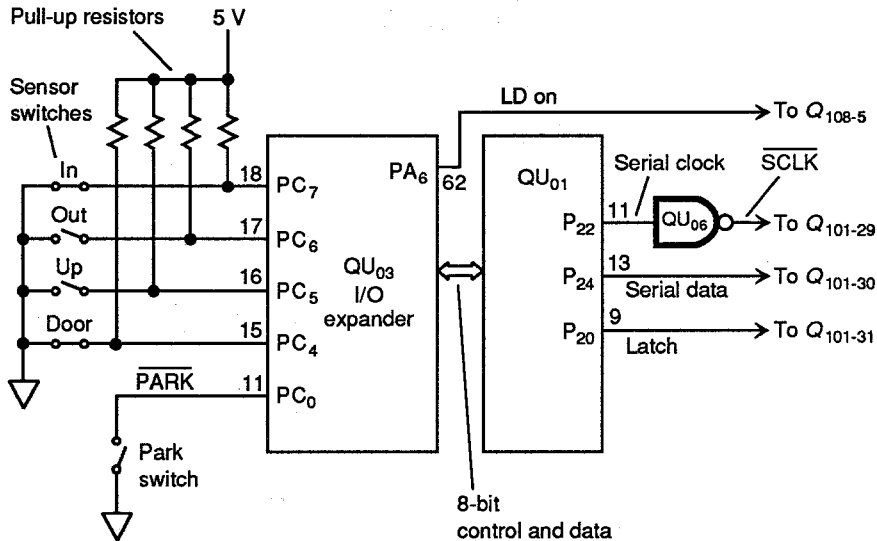 Pull-up resistors
5 V
Sensor
switches
LD on
To Q108-5
In
18
PC7
PA6
62
QU01
Serial clock
SCLK
Out
17
PC6
P22
11
QU06
To Q101-29
QU03
I/O
expander
Up
16
PC5
P24
13
Serial data
To Q101-30
Door
15
PC4
P20
9
Latch
To Q101-31
PARK
11
PC0
Park
switch
8-bit
control and data